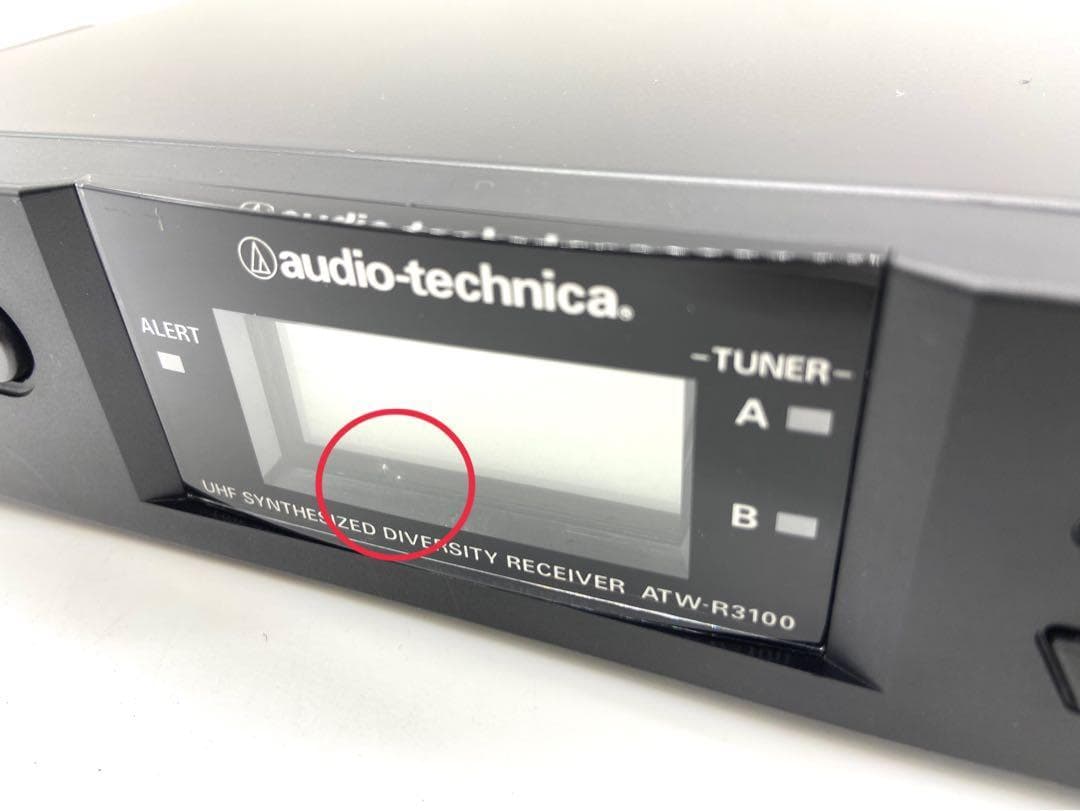 audio-technica®
ALERT
-TUNER-
A
B
UHF SYNTHESIZED DIVERSITY RECEIVER ATW-R3100